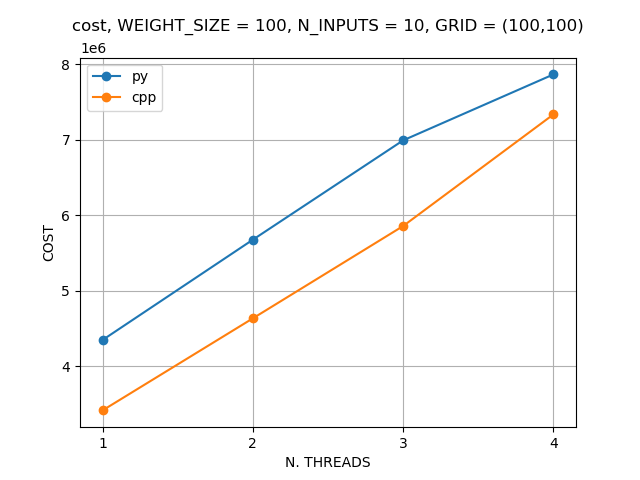 cost, WEIGHT_SIZE = 100, N_INPUTS = 10, GRID = (100,100)
1e6
py
cpp
8
7
6
5
4
COST
1 2 3 4
N. THREADS